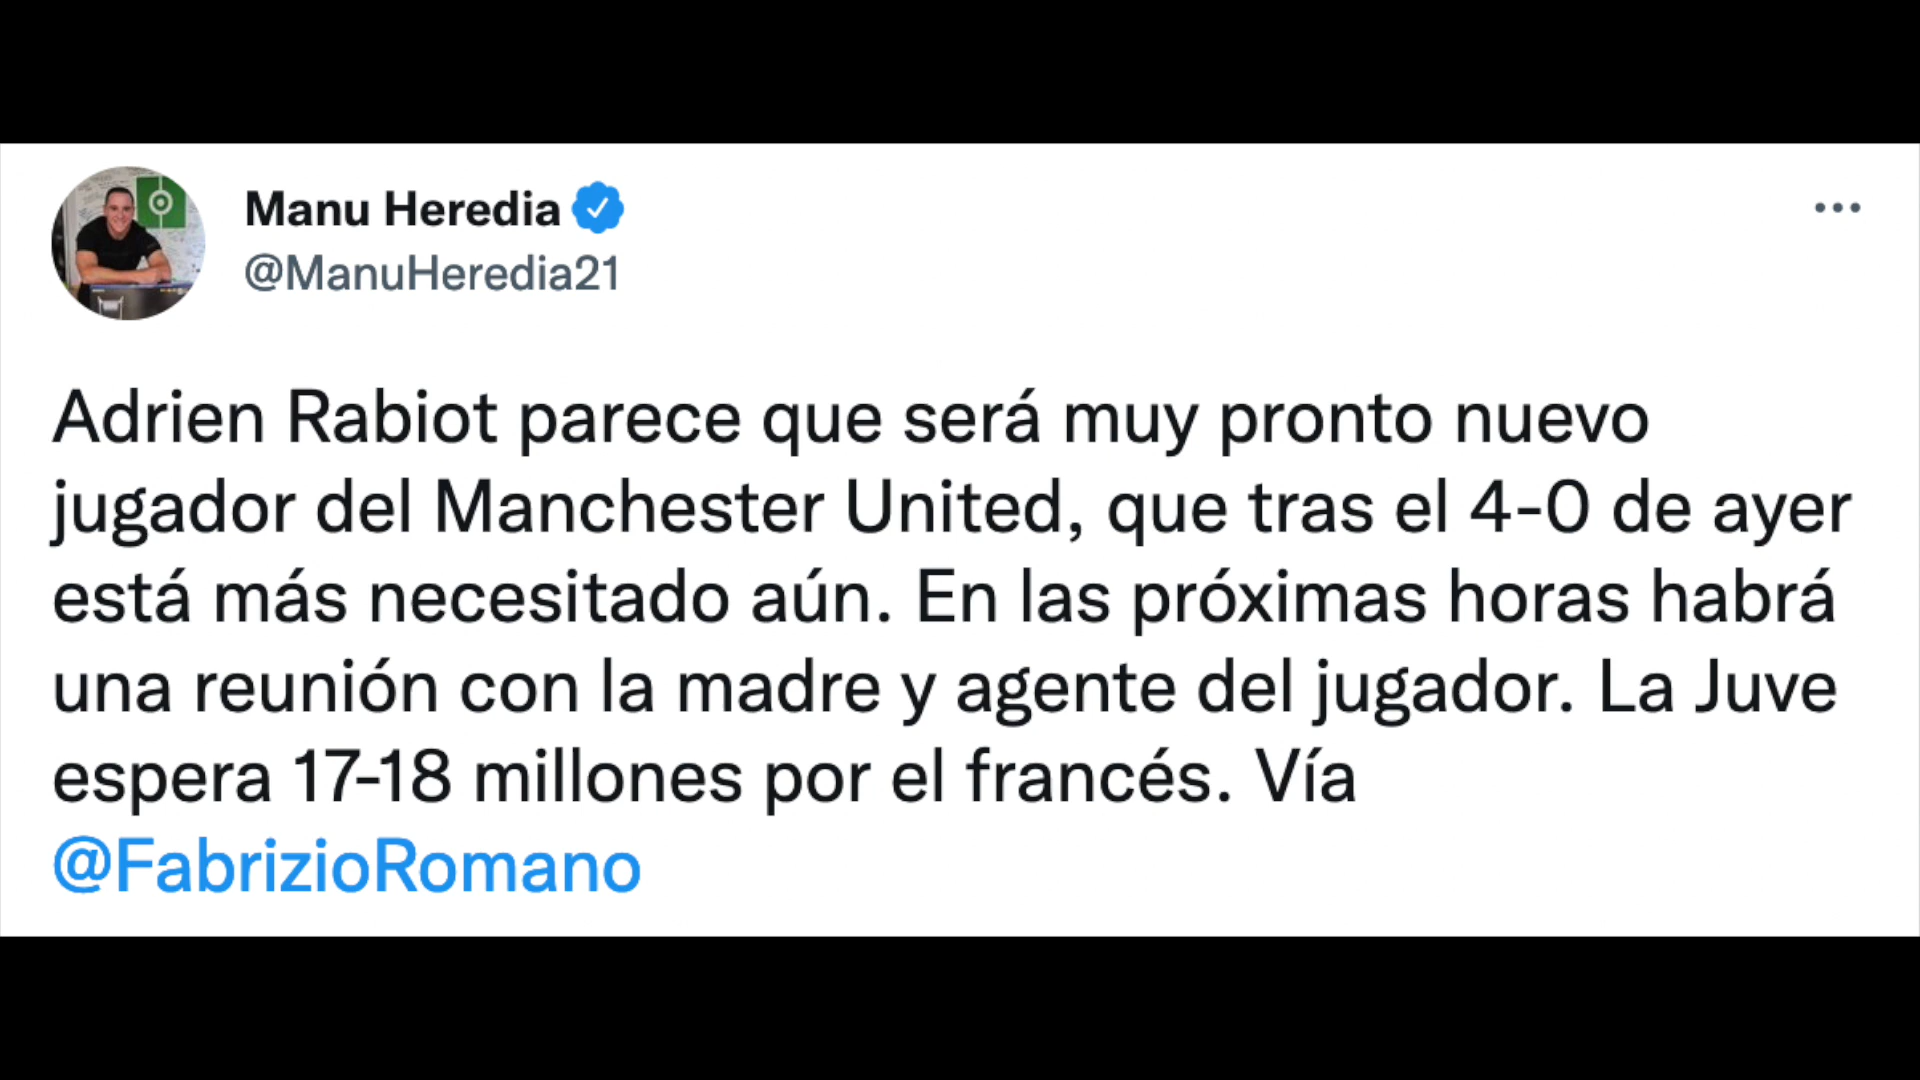 Manu Heredia
@ManuHeredia21
Adrien Rabiot parece que será muy pronto nuevo
jugador del Manchester United, que tras el 4-0 de ayer
está más necesitado aún. En las próximas horas habrá
una reunión con la madre y agente del jugador. La Juve
espera 17-18 millones por el francés. Vía
@FabrizioRomano